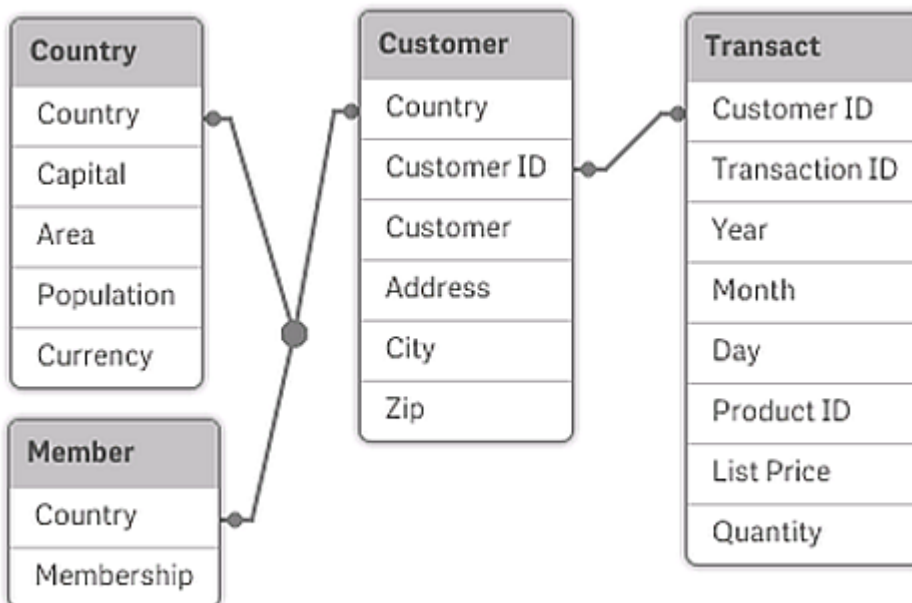 Country
Country
Capital
Area
Population
Currency
Member
Country
Membership
Customer
Country
Customer ID
Customer
Address
City
Zip
Transact
Customer ID
Transaction ID
Year
Month
Day
Product ID
List Price
Quantity